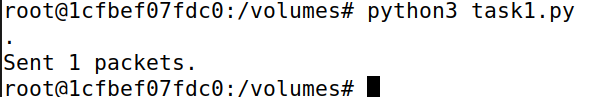 root@1cfbef07fdc0:/volumes# python3 task1.py
.
Sent 1 packets.
root@1cfbef07fdc0:/volumes#